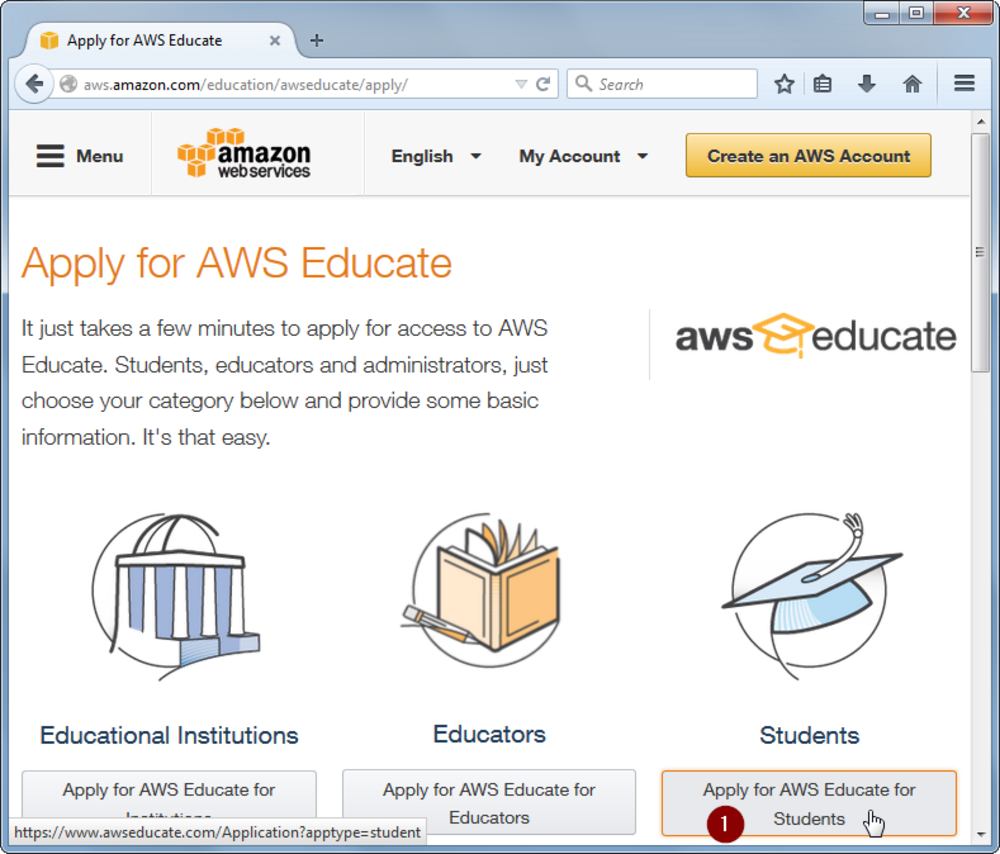 Apply for AWS Educate
aws.amazon.com/education/awseducate/apply/
Search
Menu
amazon
web services
English
My Account
Create an AWS Account
Apply for AWS Educate
It just takes a few minutes to apply for access to AWS
Educate. Students, educators and administrators, just
choose your category below and provide some basic
information. It's that easy.
aws educate
Educational Institutions
Educators
Students
Apply for AWS Educate for
Institutions
Apply for AWS Educate for
Educators
Apply for AWS Educate for
Students
1
https://www.awseducate.com/Application?apptype=student